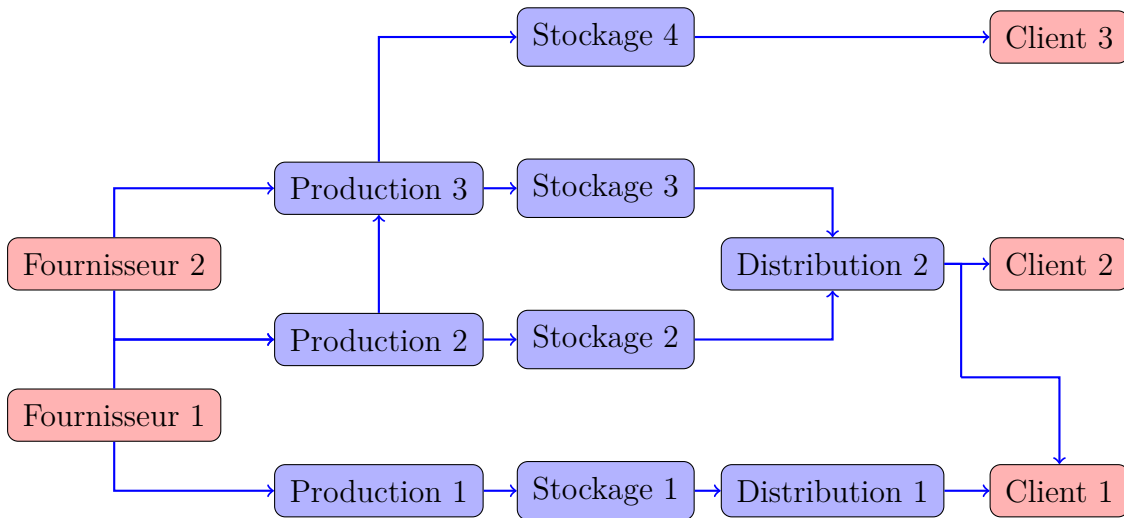 Stockage 4
Client 3
Production 3
Stockage 3
Fournisseur 2
Distribution 2
Client 2
Production 2
Stockage 2
Fournisseur 1
Production 1
Stockage 1
Distribution 1
Client 1